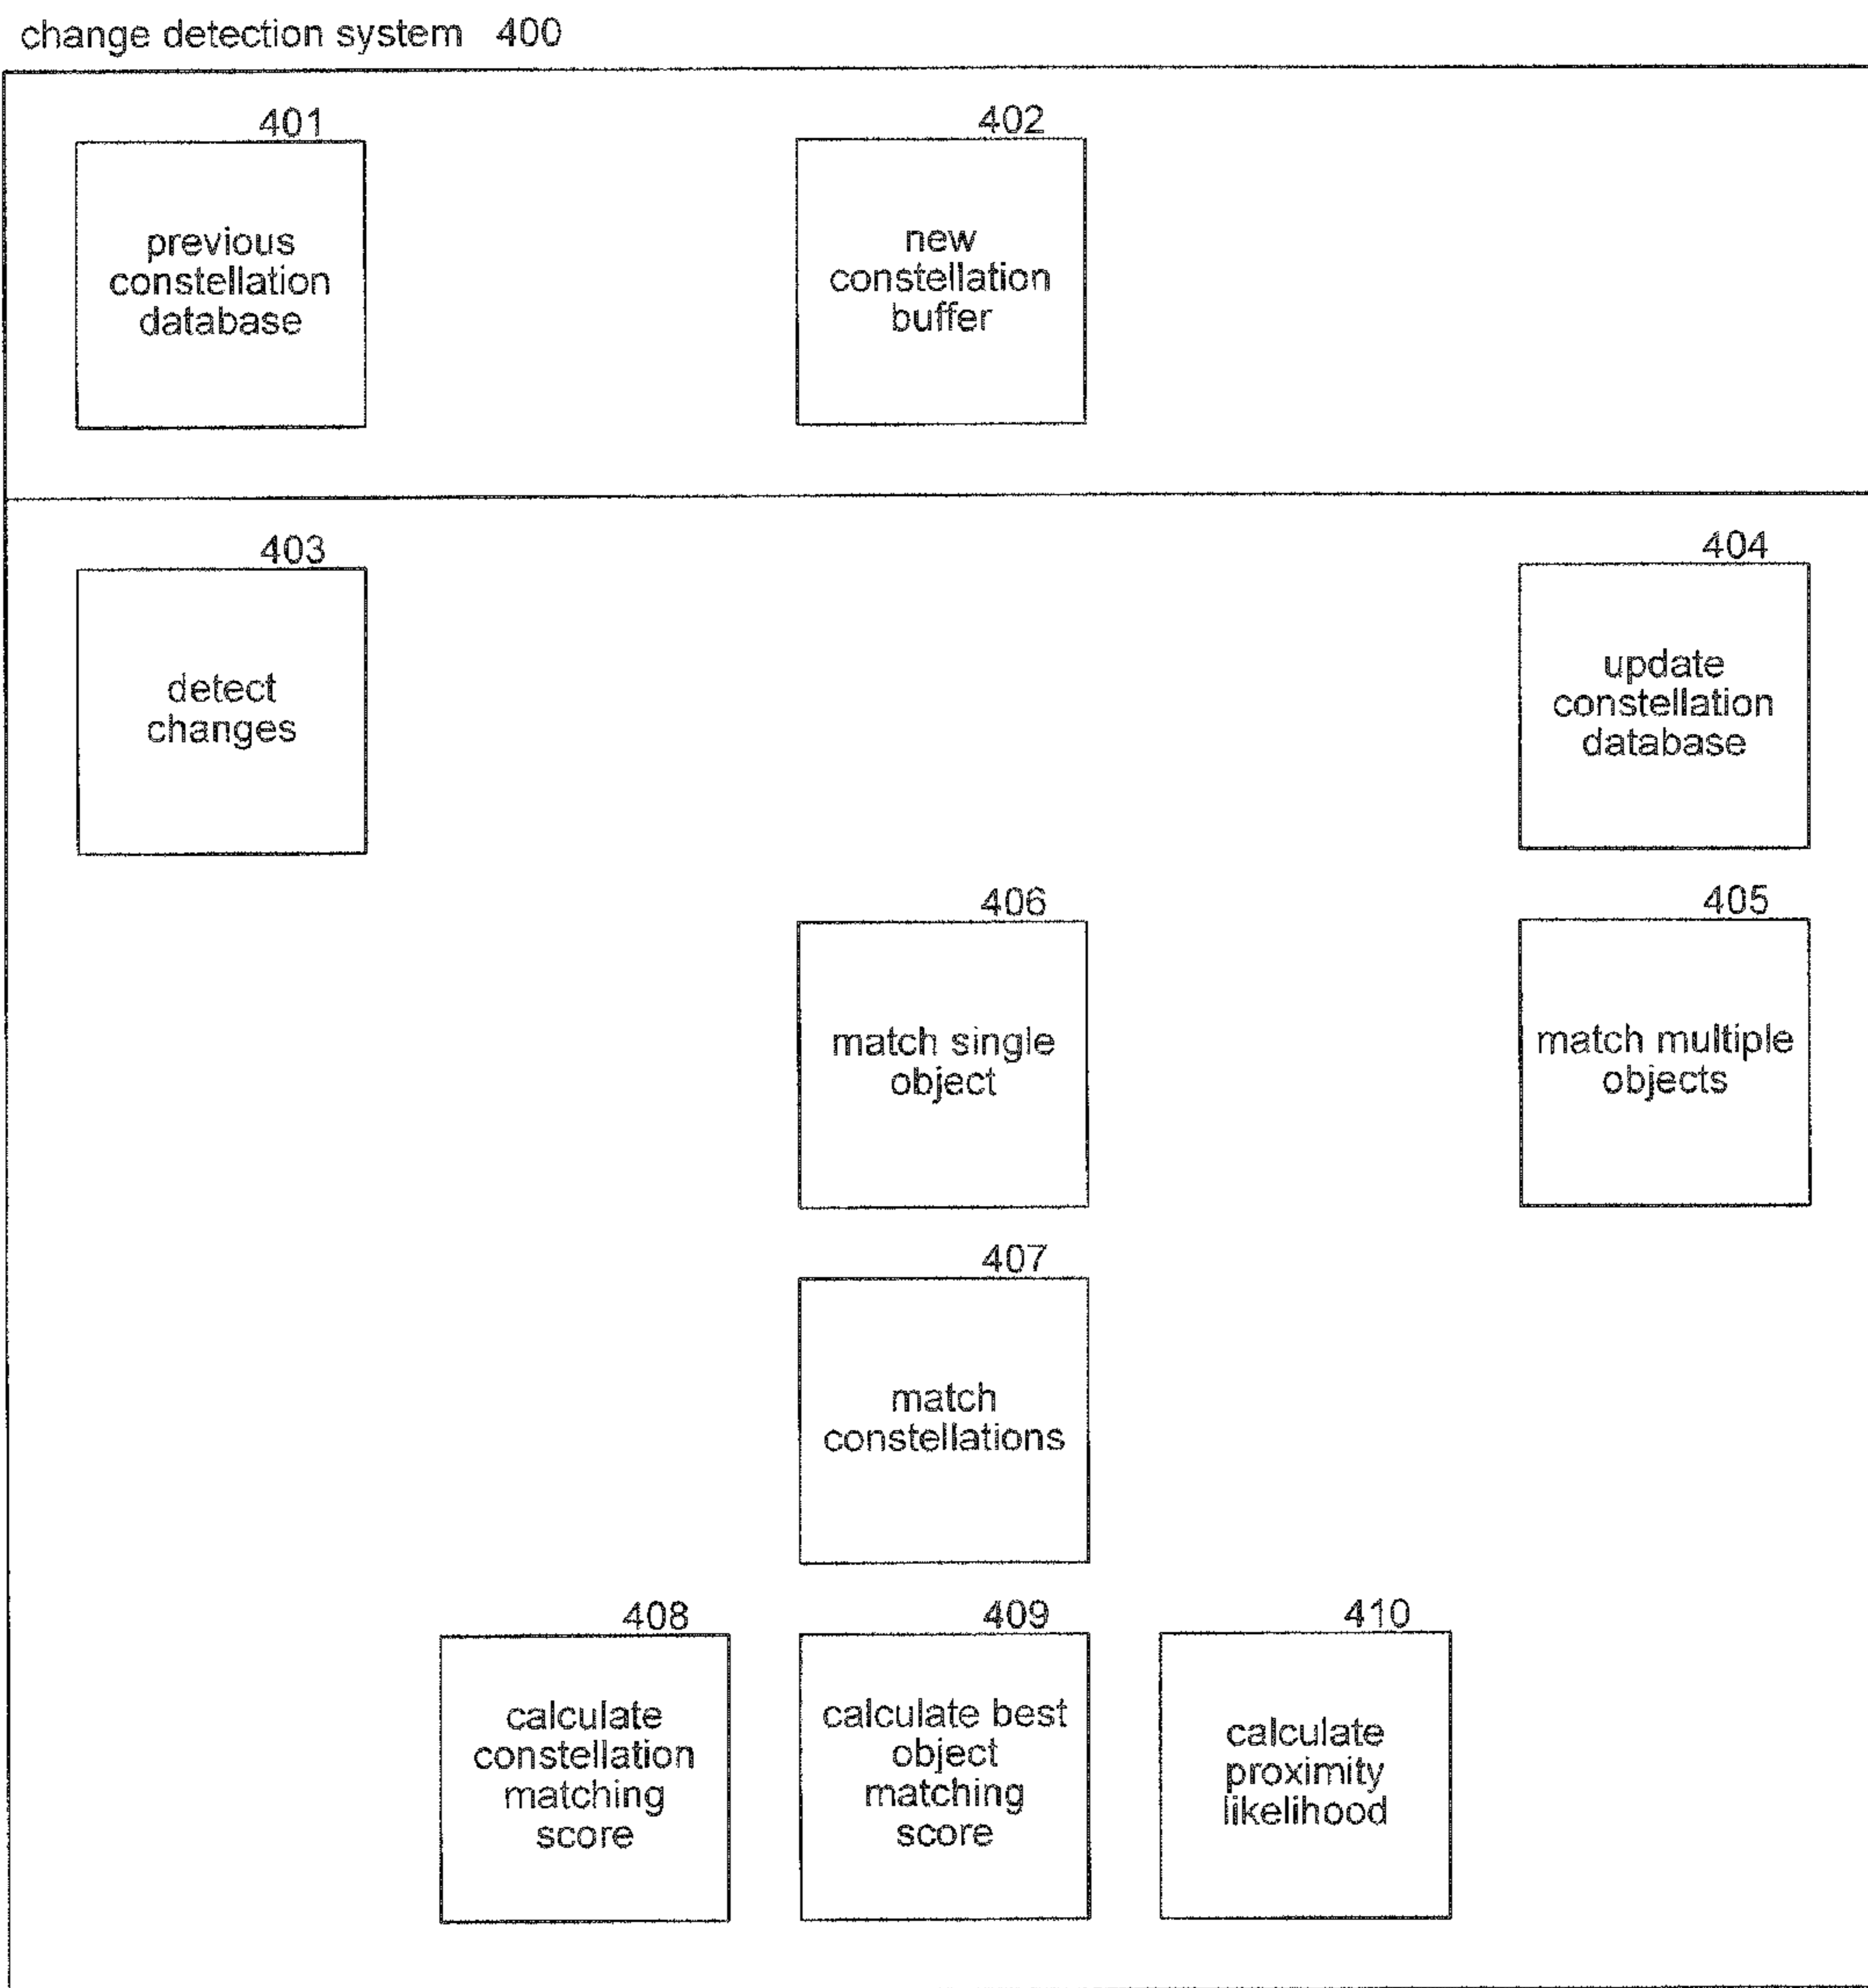 change detection system 400
401
previous
constellation
database
402
new
constellation
buffer
403
detect
changes
404
update
constellation
database
406
match single
object
405
match multiple
objects
407
match
constellations
408
calculate
constellation
matching
score
409
calculate best
object
matching
score
410
calculate
proximity
likelihood